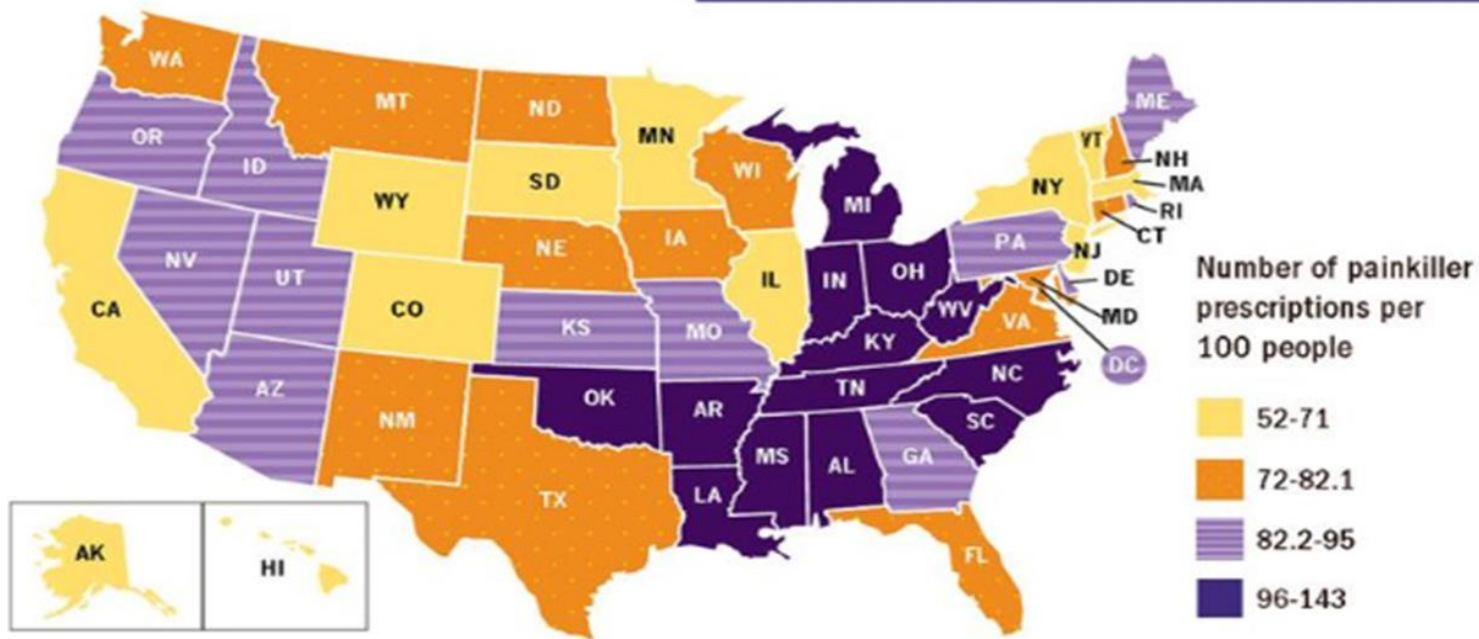 WA
MT
ND
MN
OR
ID
WY
SD
WI
MI
NY
VT
ME
NH
MA
RI
CT
NV
UT
CO
NE
IA
IL
IN
OH
PA
NJ
DE
MD
DC
CA
AZ
NM
KS
MO
KY
WV
VA
OK
AR
TN
NC
SC
TX
LA
MS
AL
GA
FL
AK
HI
Number of painkiller
prescriptions per
100 people
52-71
72-82.1
82.2-95
96-143